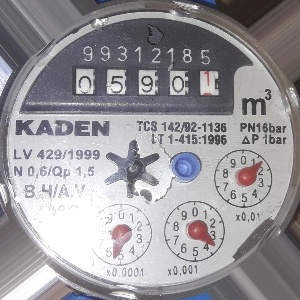 99312185
05901
m³
KADEN
TCS 142/92-1136 PN16bar
LV 429/1999 LT 1-415:1996 ΔP 1bar
N 0,6/Qp 1,5
B-H/A.V
x0,01
x0.0001
x0,001